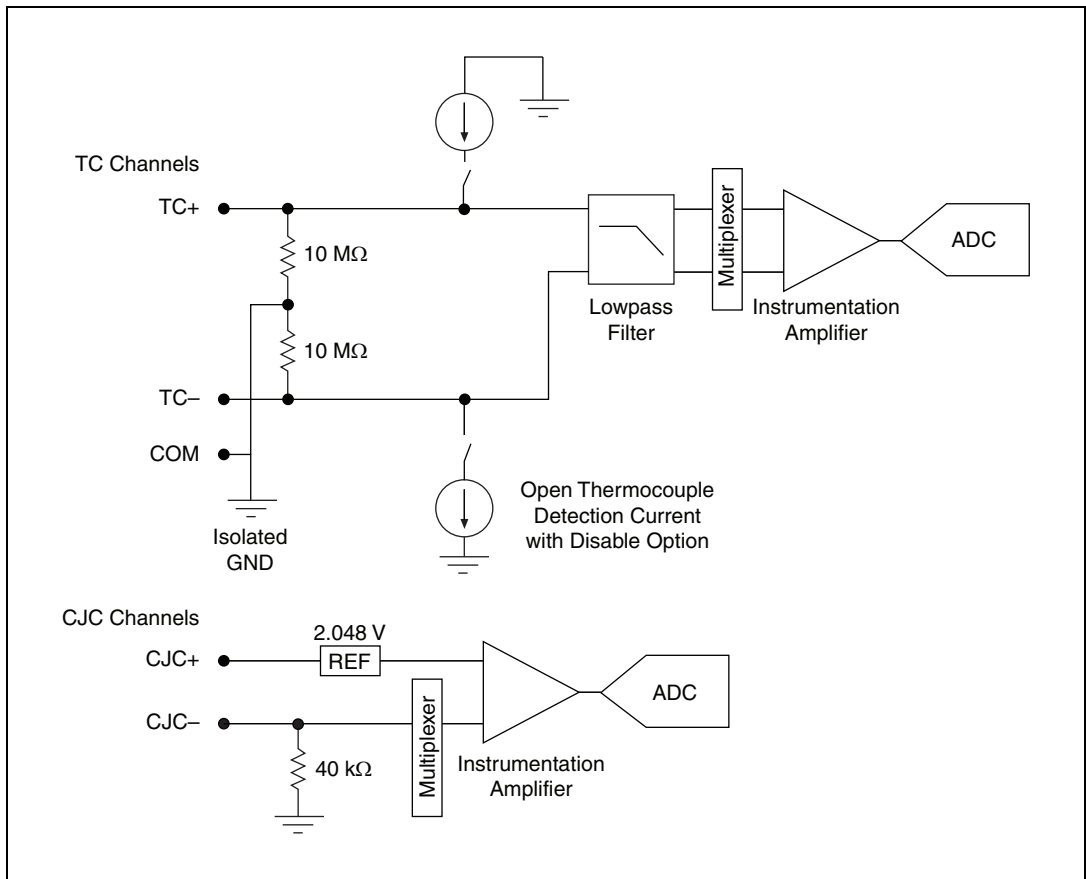 TC Channels
TC+
10 MΩ
10 MΩ
TC–
COM
Isolated
GND
Lowpass
Filter
Multiplexer
Instrumentation
Amplifier
ADC
Open Thermocouple
Detection Current
with Disable Option
CJC Channels
2.048 V
CJC+
REF
CJC–
40 kΩ
Multiplexer
Instrumentation
Amplifier
ADC